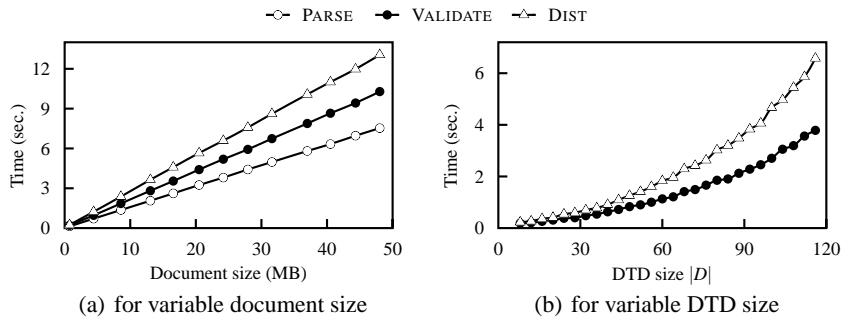 PARSE VALIDATE DIST
12
9
6
3
0
Time (sec.)
0 10 20 30 40 50
Document size (MB)
(a) for variable document size
6
4
2
0
Time (sec.)
0 30 60 90 120
DTD size |D|
(b) for variable DTD size